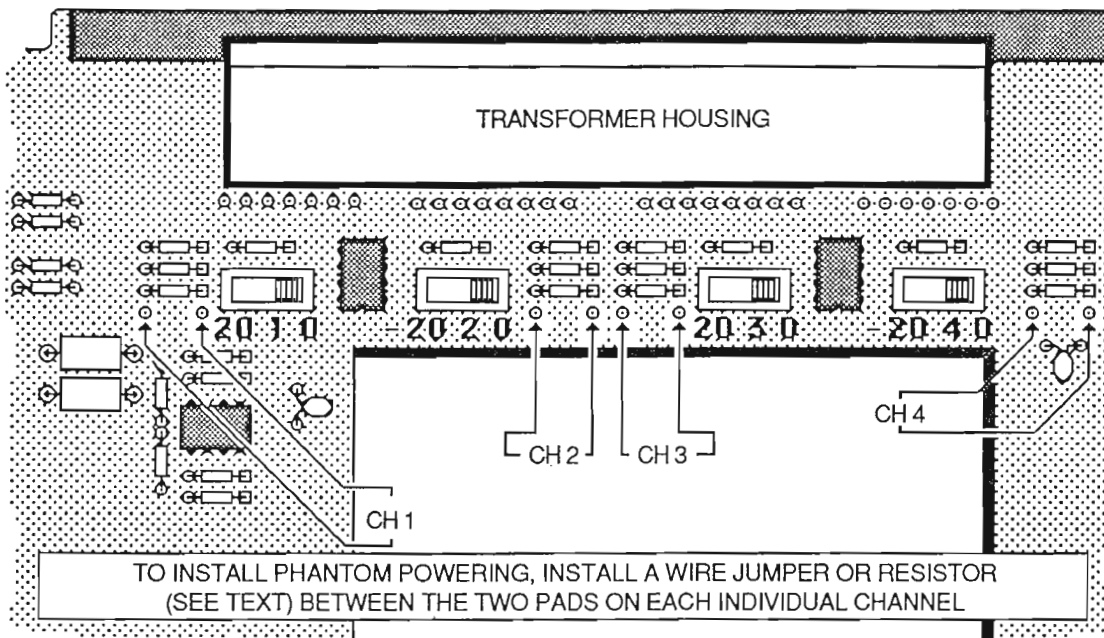 TRANSFORMER HOUSING
20 1 0 -20 2 0 20 3 0 -20 4 0
CH 4
CH 2 CH 3
CH 1
TO INSTALL PHANTOM POWERING, INSTALL A WIRE JUMPER OR RESISTOR
(SEE TEXT) BETWEEN THE TWO PADS ON EACH INDIVIDUAL CHANNEL